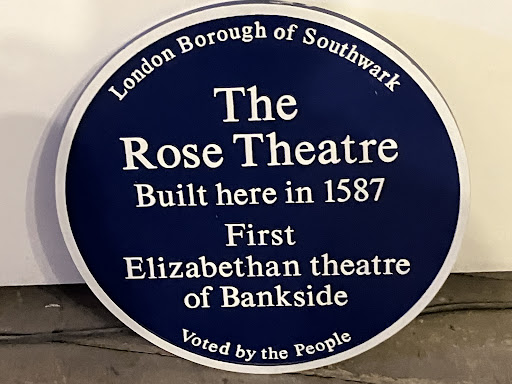 London Borough of Southwark
The
Rose Theatre
Built here in 1587
First
Elizabethan theatre
of Bankside
Voted by the People